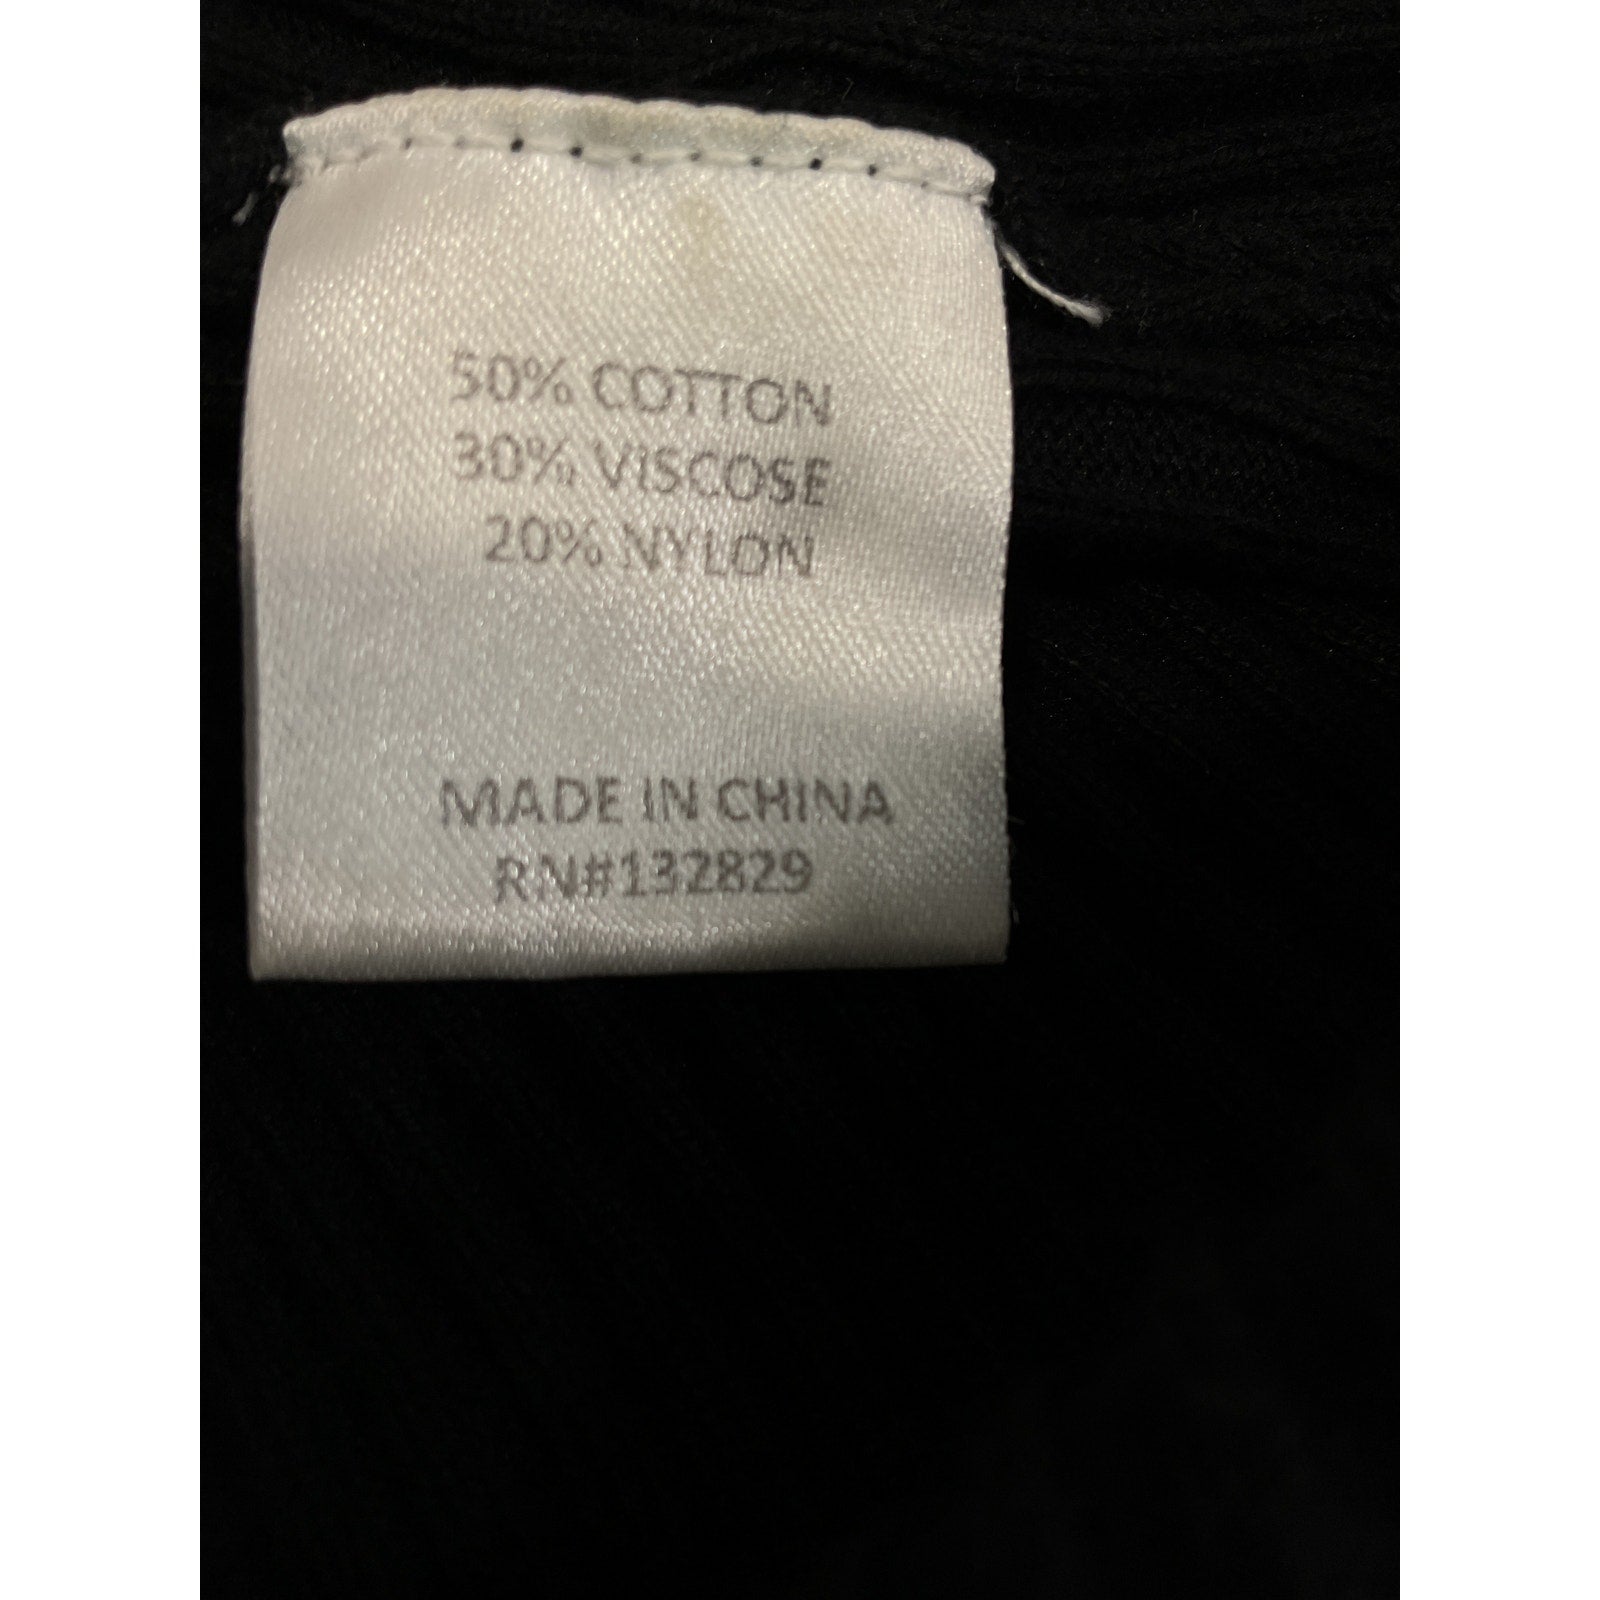 50% COTTON
30% VISCOSE
20% NYLON
MADE IN CHINA
RN#132829